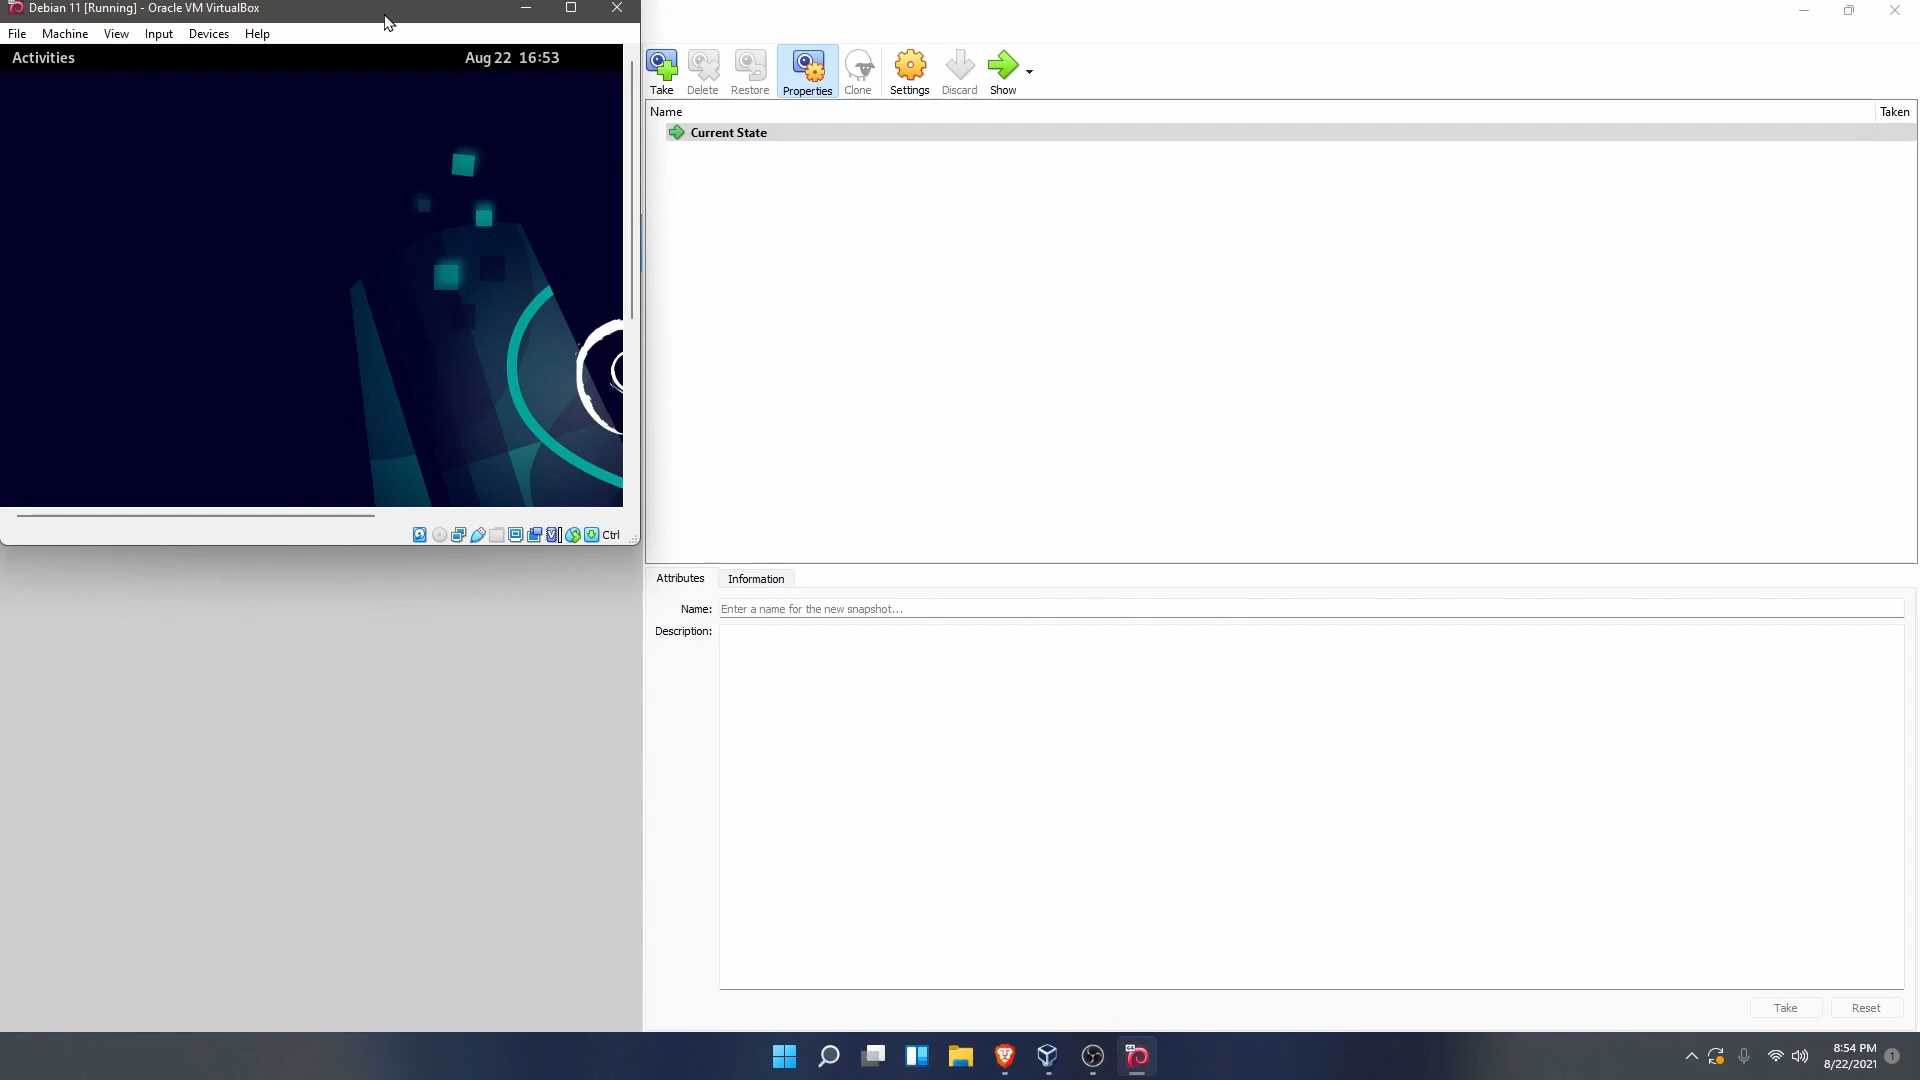 Debian 11 [Running] - Oracle VM VirtualBox
File Machine View Input Devices Help
Activities
Aug 22 16:53
Ctrl
Take Delete Restore Properties Clone Settings Discard Show
Name Taken
Current State
Attributes Information
Name: Enter a name for the new snapshot...
Description:
Take Reset
64
8:54 PM
8/22/2021
1